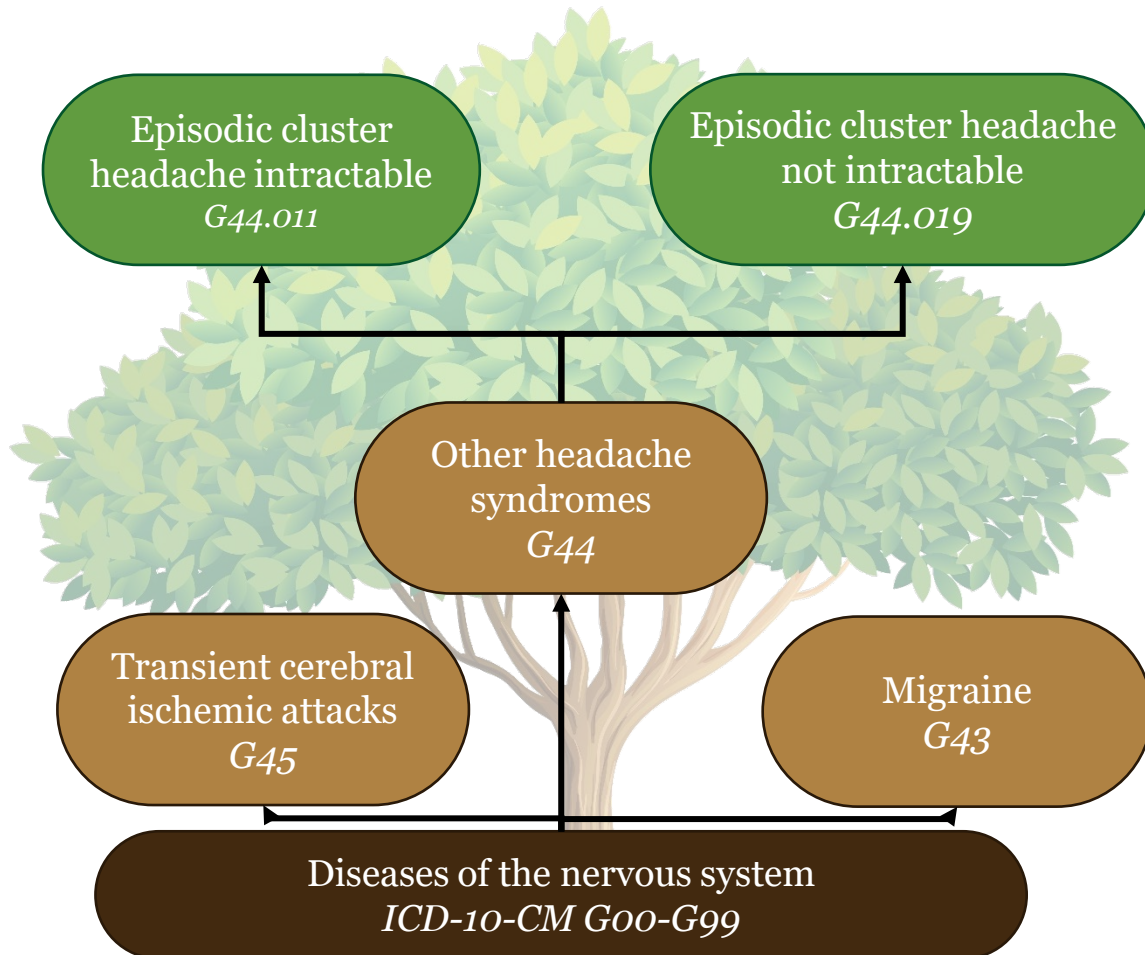 Episodic cluster
headache intractable
G44.011
Episodic cluster headache
not intractable
G44.019
Other headache
syndromes
G44
Transient cerebral
ischemic attacks
G45
Migraine
G43
Diseases of the nervous system
ICD-10-CM G00-G99